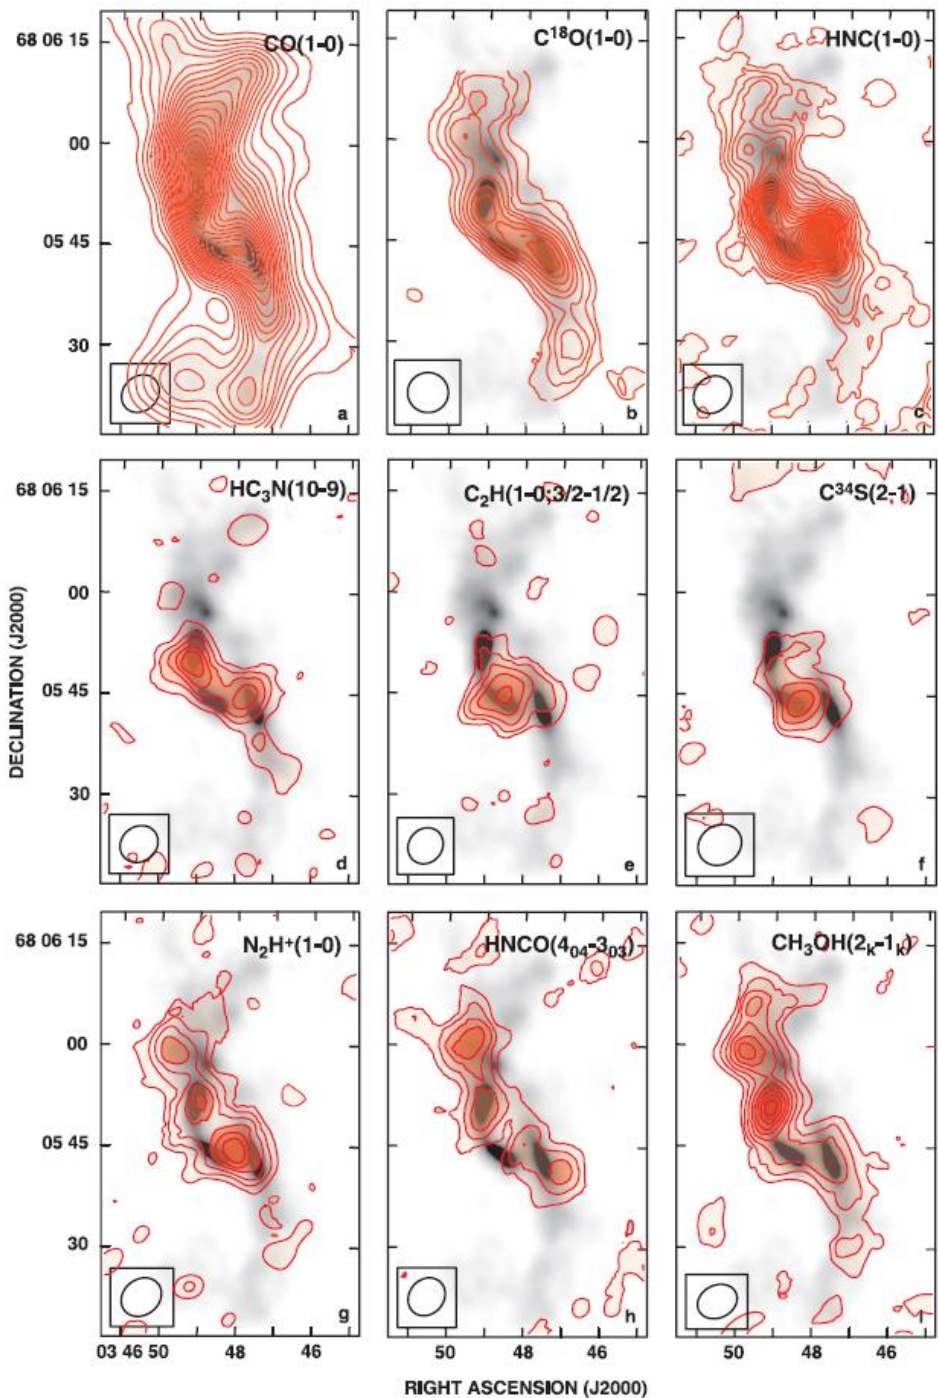 CO(1-0)
C¹⁸O(1-0)
HNC(1-0)
68 06 15
00
05 45
30
a
b
c
HC₃N(10-9)
C₂H(1-0;3/2-1/2)
C³⁴S(2-1)
68 06 15
00
05 45
30
d
e
f
DECLINATION (J2000)
N₂H⁺(1-0)
HNCO(4₀₄-3₀₃)
CH₃OH(2ₖ-1ₖ)
68 06 15
00
05 45
30
g
h
i
03 46 50
48
46
50
48
46
50
48
46
RIGHT ASCENSION (J2000)